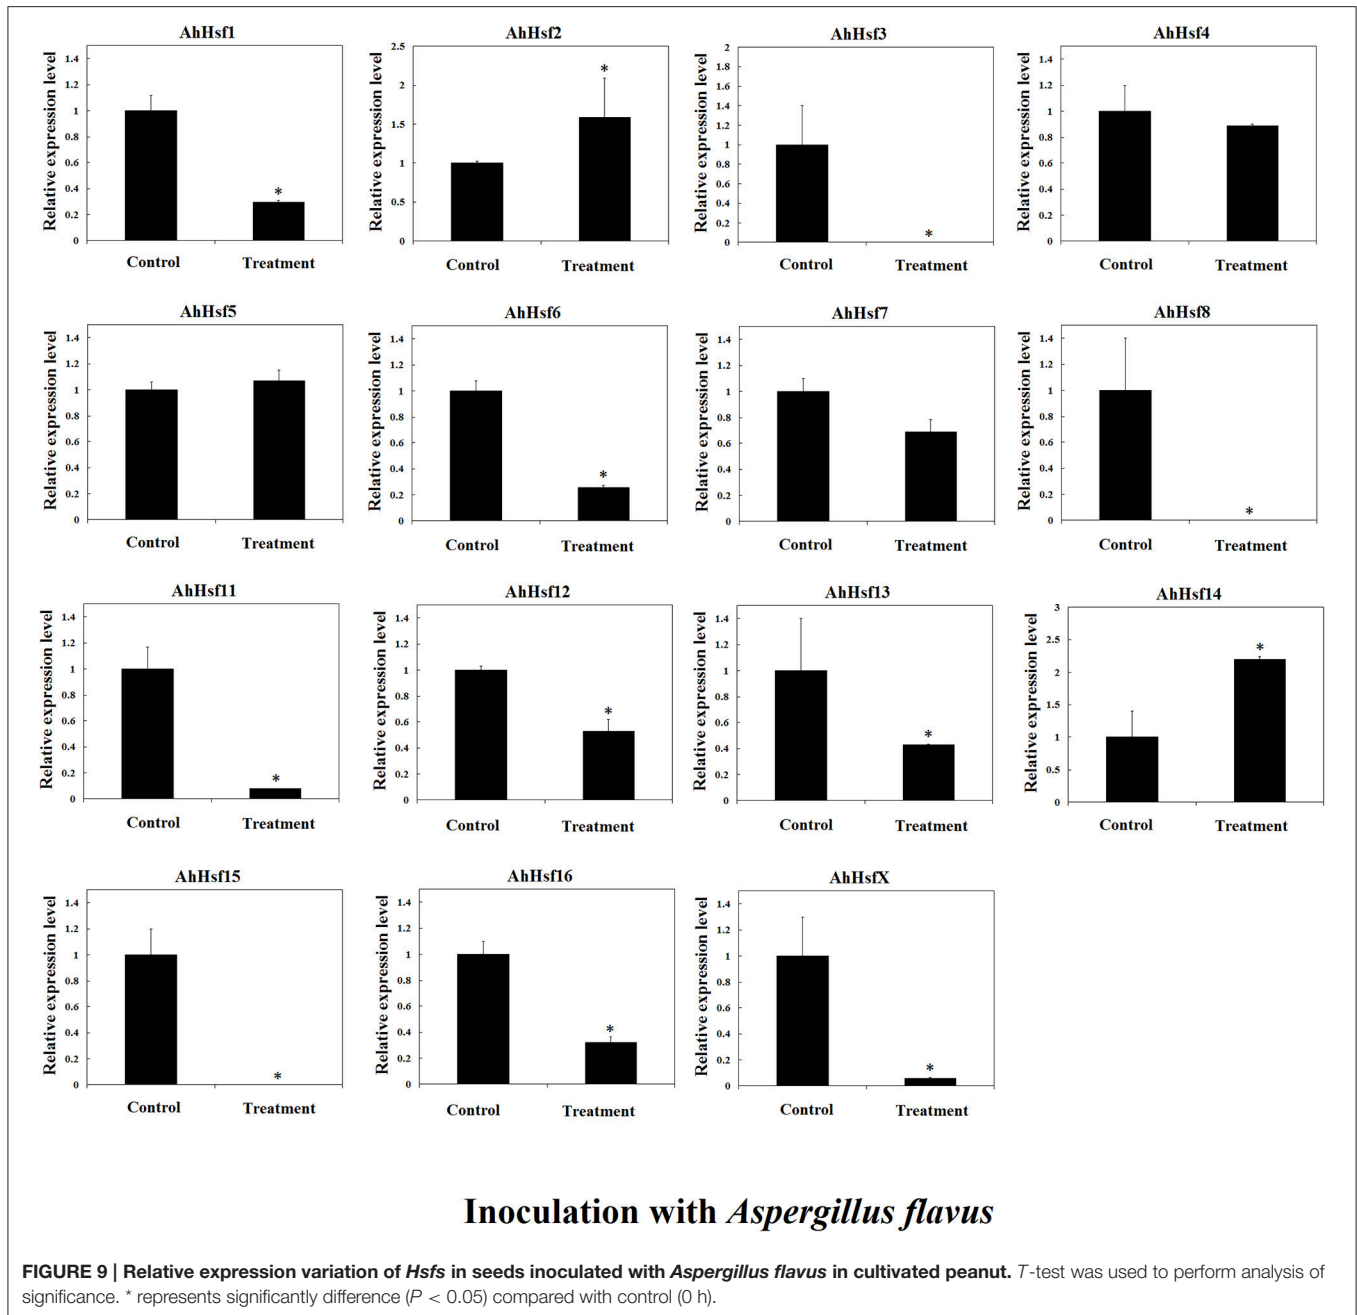 AhHsf1
Relative expression level
1.4
1.2
1
0.8
0.6
0.4
0.2
0
*
Control Treatment
AhHsf2
Relative expression level
2.5
2
1.5
1
0.5
0
*
Control Treatment
AhHsf3
Relative expression level
2
1.8
1.6
1.4
1.2
1
0.8
0.6
0.4
0.2
0
*
Control Treatment
AhHsf4
Relative expression level
1.4
1.2
1
0.8
0.6
0.4
0.2
0
Control Treatment
AhHsf5
Relative expression level
1.4
1.2
1
0.8
0.6
0.4
0.2
0
Control Treatment
AhHsf6
Relative expression level
1.4
1.2
1
0.8
0.6
0.4
0.2
0
*
Control Treatment
AhHsf7
Relative expression level
1.4
1.2
1
0.8
0.6
0.4
0.2
0
Control Treatment
AhHsf8
Relative expression level
1.4
1.2
1
0.8
0.6
0.4
0.2
0
*
Control Treatment
AhHsf11
Relative expression level
1.4
1.2
1
0.8
0.6
0.4
0.2
0
*
Control Treatment
AhHsf12
Relative expression level
1.4
1.2
1
0.8
0.6
0.4
0.2
0
*
Control Treatment
AhHsf13
Relative expression level
1.4
1.2
1
0.8
0.6
0.4
0.2
0
*
Control Treatment
AhHsf14
Relative expression level
3
2.5
2
1.5
1
0.5
0
*
Control Treatment
AhHsf15
Relative expression level
1.4
1.2
1
0.8
0.6
0.4
0.2
0
*
Control Treatment
AhHsf16
Relative expression level
1.4
1.2
1
0.8
0.6
0.4
0.2
0
*
Control Treatment
AhHsfX
Relative expression level
1.4
1.2
1
0.8
0.6
0.4
0.2
0
*
Control Treatment
Inoculation with Aspergillus flavus
FIGURE 9 | Relative expression variation of Hsfs in seeds inoculated with Aspergillus flavus in cultivated peanut. T-test was used to perform analysis of
significance. * represents significantly difference (P < 0.05) compared with control (0 h).